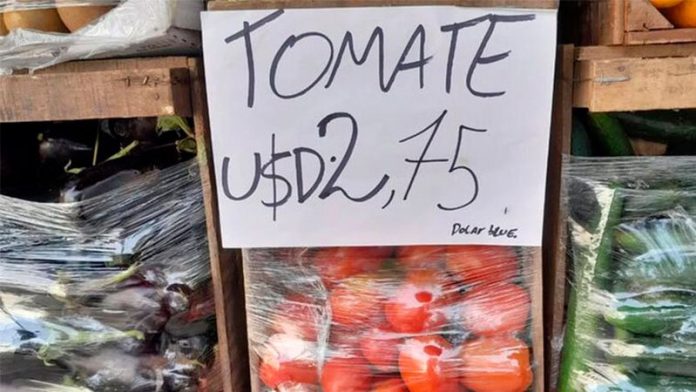 TOMATE
U$D.2,75
DOLAR BLUE.